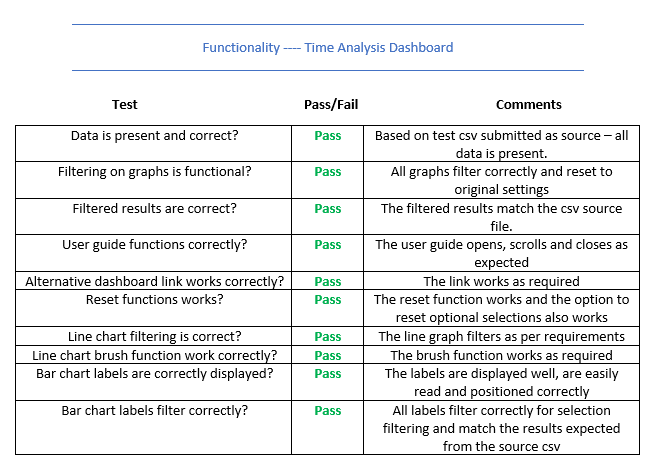 Functionality ---- Time Analysis Dashboard
Test Pass/Fail Comments
Data is present and correct? Pass Based on test csv submitted as source – all
data is present.
Filtering on graphs is functional? Pass All graphs filter correctly and reset to
original settings
Filtered results are correct? Pass The filtered results match the csv source
file.
User guide functions correctly? Pass The user guide opens, scrolls and closes as
expected
Alternative dashboard link works correctly? Pass The link works as required
Reset functions works? Pass The reset function works and the option to
reset optional selections also works
Line chart filtering is correct? Pass The line graph filters as per requirements
Line chart brush function work correctly? Pass The brush function works as required
Bar chart labels are correctly displayed? Pass The labels are displayed well, are easily
read and positioned correctly
Bar chart labels filter correctly? Pass All labels filter correctly for selection
filtering and match the results expected
from the source csv